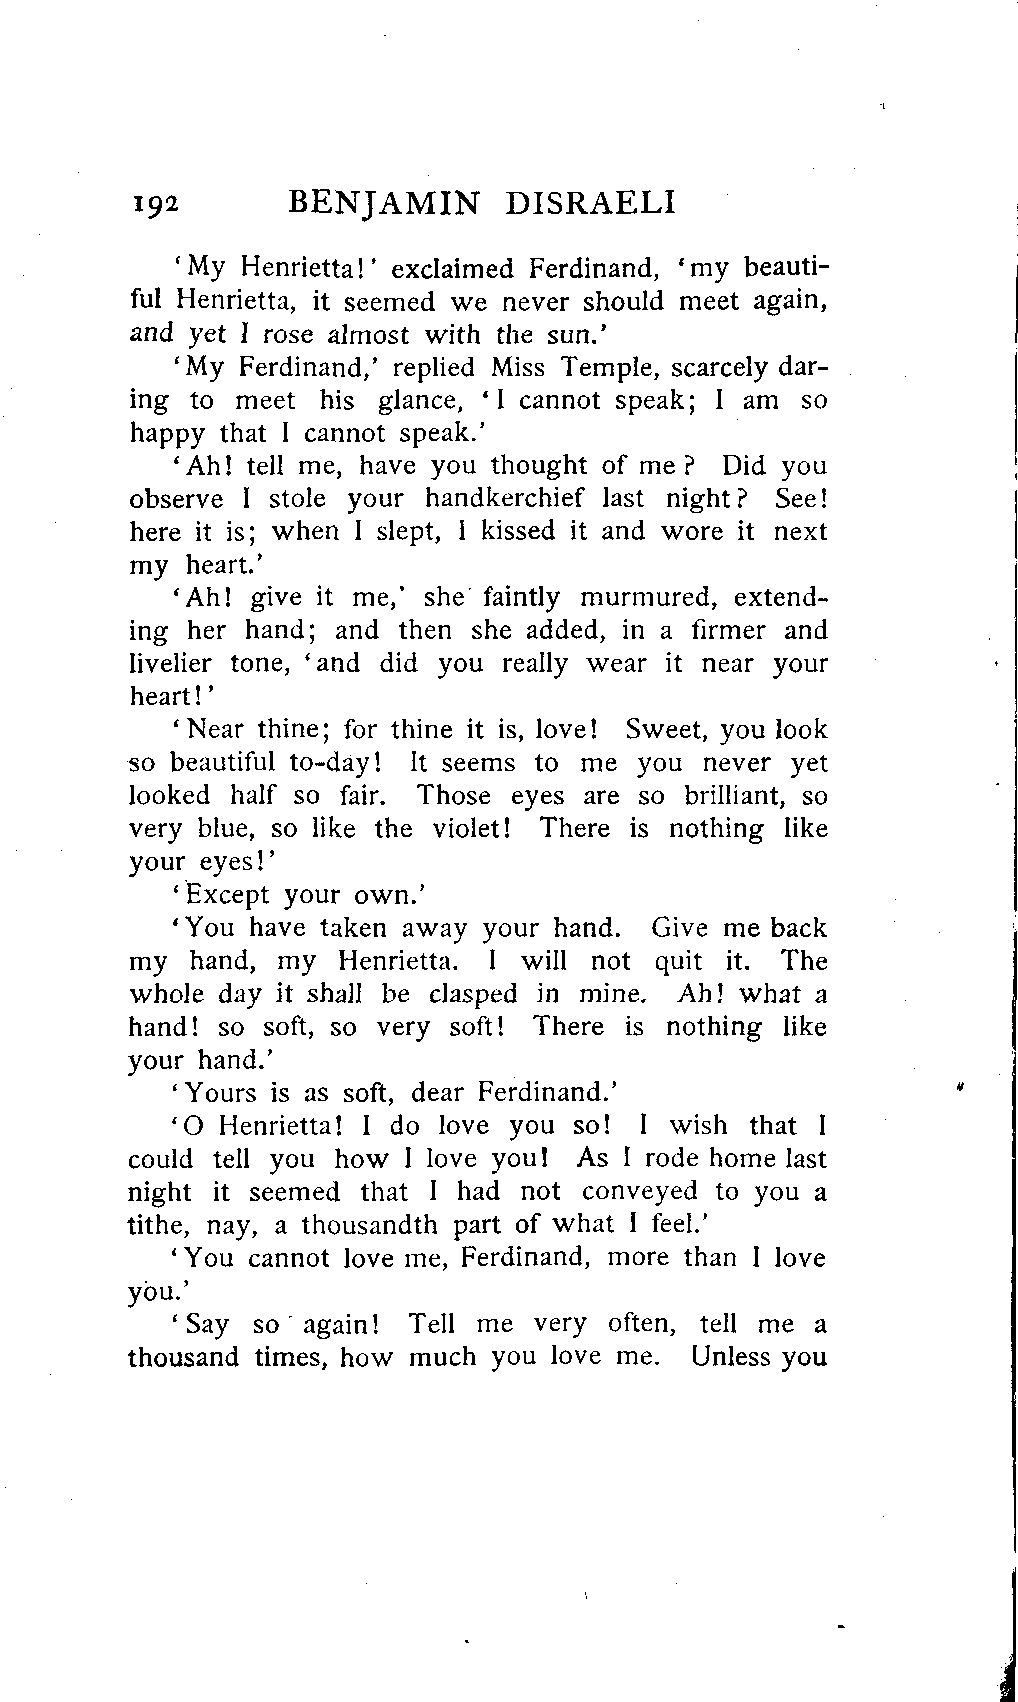 192 BENJAMIN DISRAELI
‘My Henrietta!’ exclaimed Ferdinand, ‘my beauti-
ful Henrietta, it seemed we never should meet again,
and yet I rose almost with the sun.’
‘My Ferdinand,’ replied Miss Temple, scarcely dar-
ing to meet his glance, ‘I cannot speak; I am so
happy that I cannot speak.’
‘Ah! tell me, have you thought of me? Did you
observe I stole your handkerchief last night? See!
here it is; when I slept, I kissed it and wore it next
my heart.’
‘Ah! give it me,’ she faintly murmured, extend-
ing her hand; and then she added, in a firmer and
livelier tone, ‘and did you really wear it near your
heart!’
‘Near thine; for thine it is, love! Sweet, you look
so beautiful to-day! It seems to me you never yet
looked half so fair. Those eyes are so brilliant, so
very blue, so like the violet! There is nothing like
your eyes!’
‘Except your own.’
‘You have taken away your hand. Give me back
my hand, my Henrietta. I will not quit it. The
whole day it shall be clasped in mine. Ah! what a
hand! so soft, so very soft! There is nothing like
your hand.’
‘Yours is as soft, dear Ferdinand.’
‘O Henrietta! I do love you so! I wish that I
could tell you how I love you! As I rode home last
night it seemed that I had not conveyed to you a
tithe, nay, a thousandth part of what I feel.’
‘You cannot love me, Ferdinand, more than I love
you.’
‘Say so again! Tell me very often, tell me a
thousand times, how much you love me. Unless you